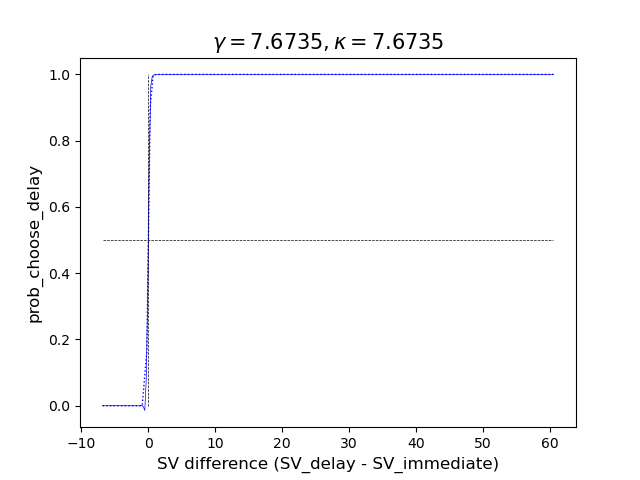 γ = 7.6735, κ = 7.6735
1.0
0.8
0.6
0.4
0.2
0.0
prob_choose_delay
−10 0 10 20 30 40 50 60
SV difference (SV_delay - SV_immediate)